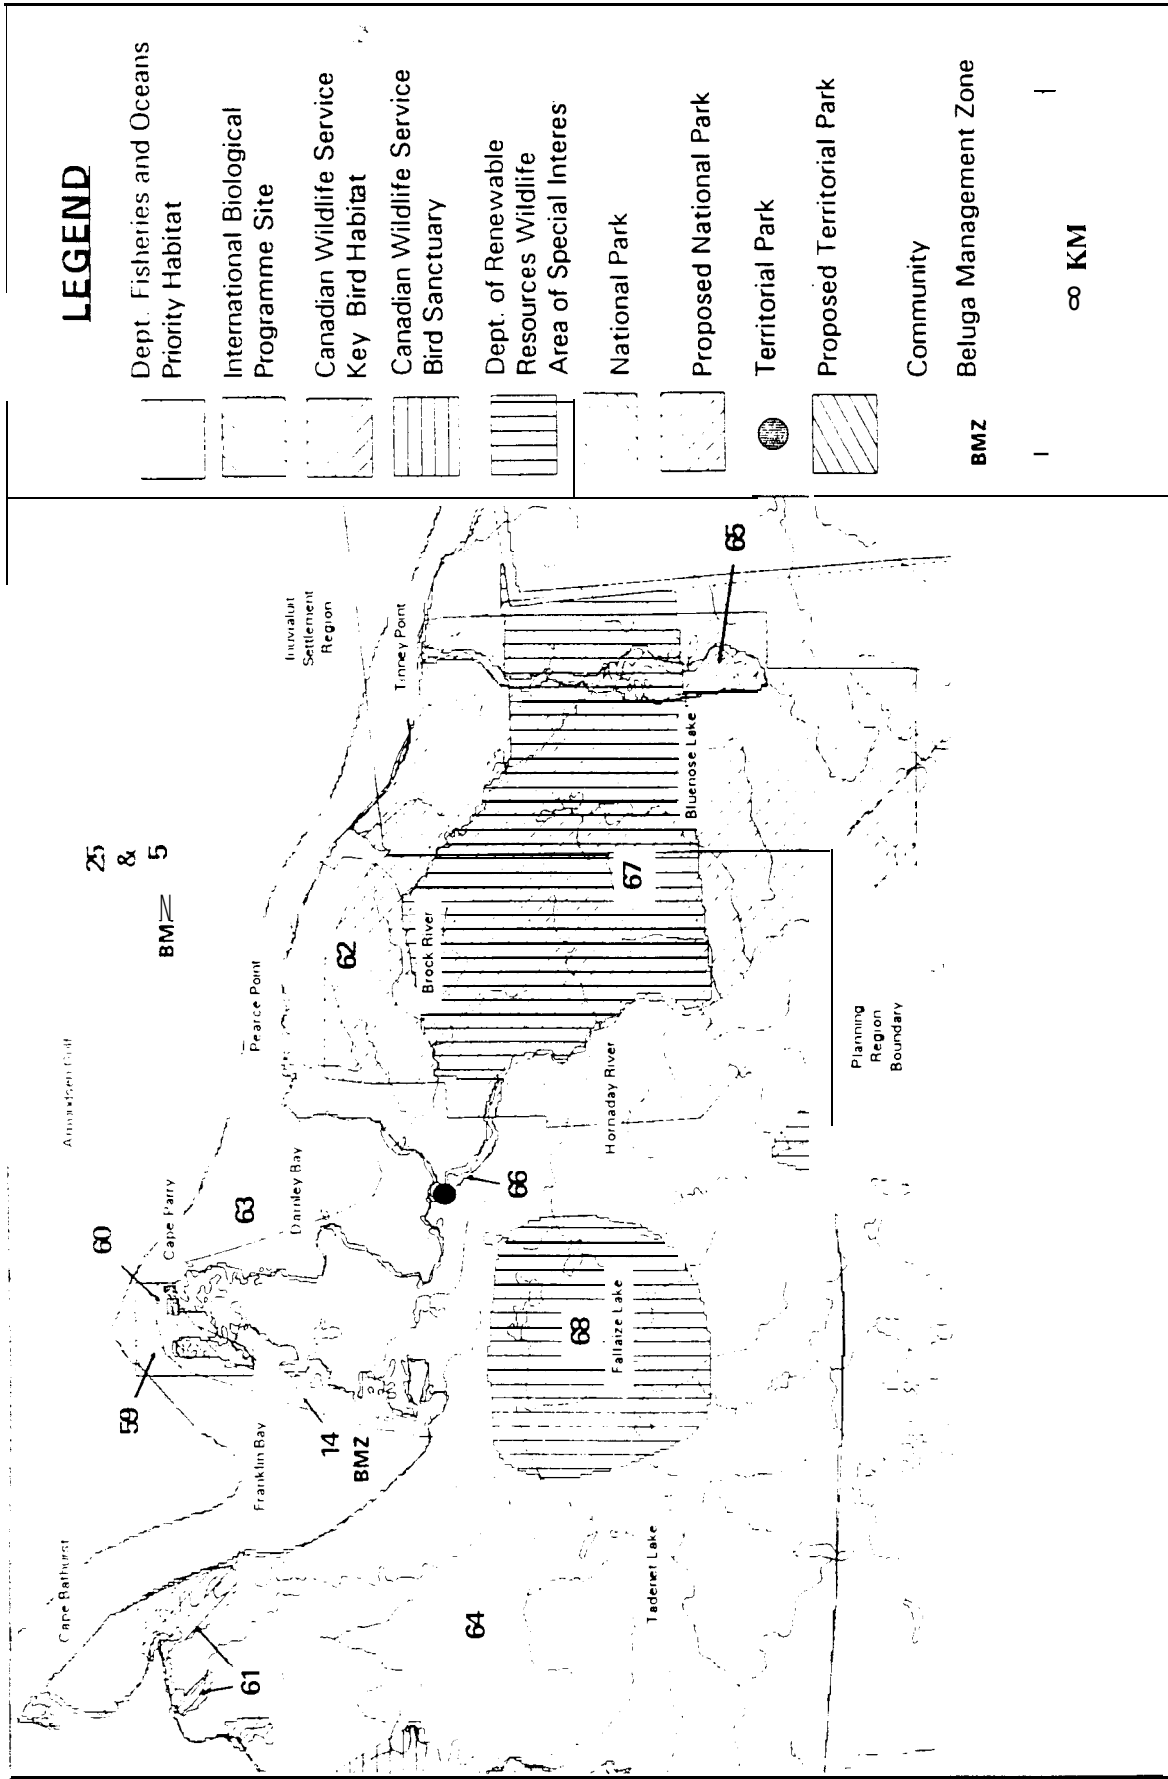 LEGEND
Dept. Fisheries and Oceans
Priority Habitat
International Biological
Programme Site
Canadian Wildlife Service
Key Bird Habitat
Canadian Wildlife Service
Bird Sanctuary
Dept. of Renewable
Resources Wildlife
Area of Special Interes
National Park
Proposed National Park
Territorial Park
Proposed Territorial Park
Community
BMZ Beluga Management Zone
8 KM
Cape Bathurst
Amundsen Gulf
25
&
5
BMZ
60
Cape Parry
59
61
63
Franklin Bay
Darnley Bay
Pearce Point
Inuvialuit
Settlement
Region
14
BMZ
62
Tinney Point
Brock River
64
66
68
Fallaize Lake
Hornaday River
67
Tadenet Lake
Bluenose Lake
65
Planning
Region
Boundary